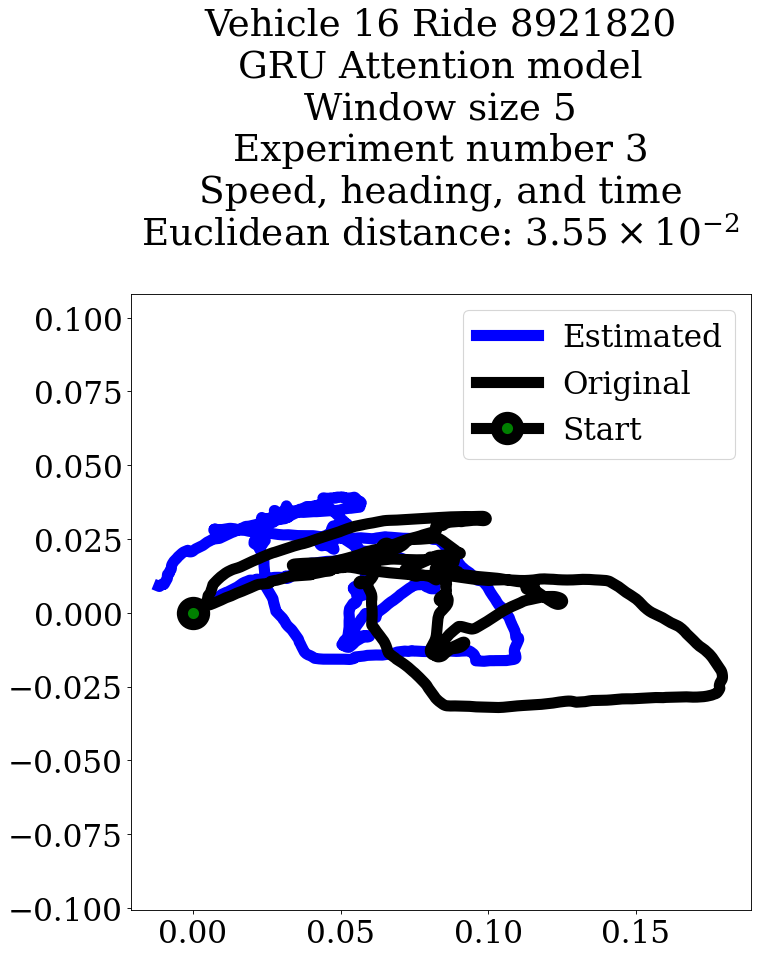 Vehicle 16 Ride 8921820
GRU Attention model
Window size 5
Experiment number 3
Speed, heading, and time
Euclidean distance: 3.55 × 10⁻²
Estimated
Original
Start
0.100
0.075
0.050
0.025
0.000
−0.025
−0.050
−0.075
−0.100
0.00 0.05 0.10 0.15